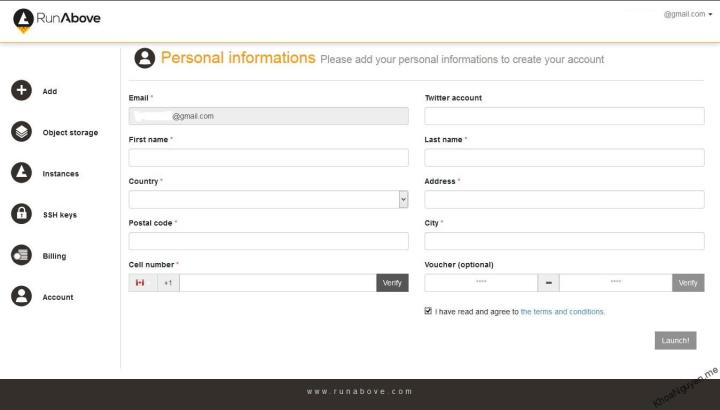 RunAbove
@gmail.com
Personal informations Please add your personal informations to create your account
Add
Object storage
Instances
SSH keys
Billing
Account
Email *
@gmail.com
Twitter account
First name *
Last name *
Country *
Address *
Postal code *
City *
Cell number *
+1
Verify
Voucher (optional)
****
****
Verify
I have read and agree to the terms and conditions.
Launch!
www.runabove.com
KhoaNguyen.me